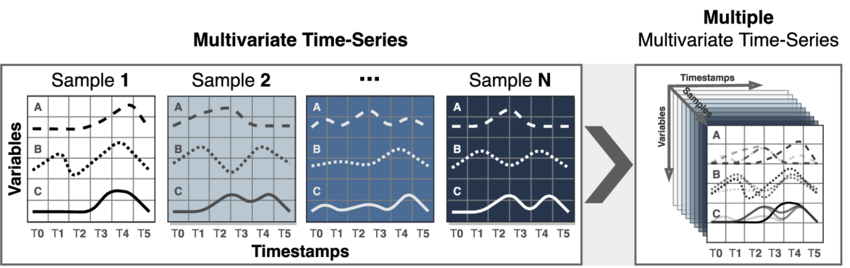 Multivariate Time-Series
Multiple
Multivariate Time-Series
Sample 1
Sample 2
...
Sample N
Variables
A
B
C
T0 T1 T2 T3 T4 T5
A
B
C
T0 T1 T2 T3 T4 T5
A
B
C
T0 T1 T2 T3 T4 T5
A
B
C
T0 T1 T2 T3 T4 T5
Timestamps
Timestamps
Samples
Variables
A
B
C
T0 T1 T2 T3 T4 T5